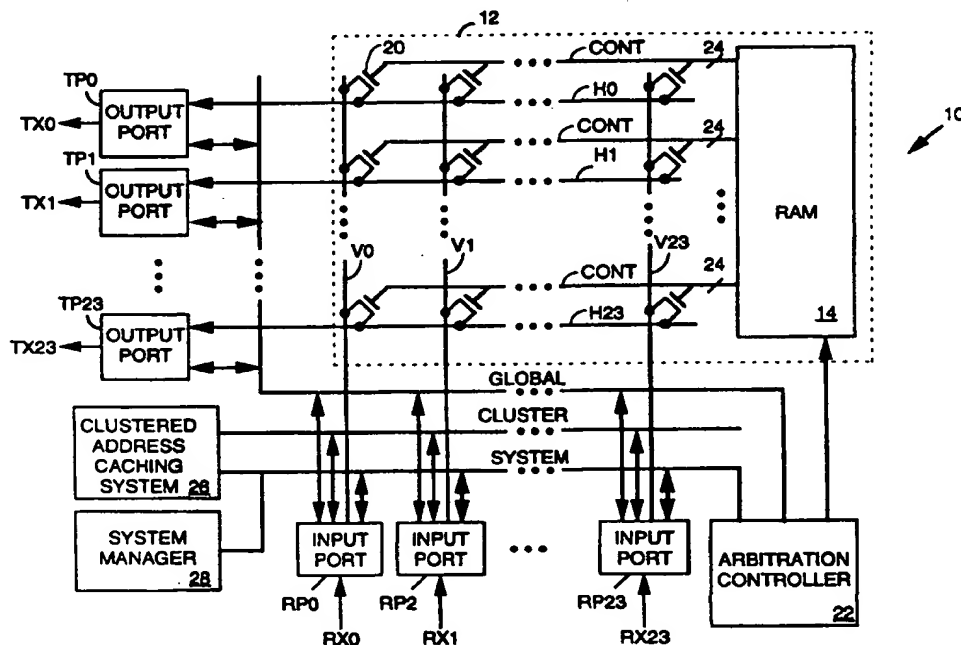 12
20
CONT
24
TP0
OUTPUT
PORT
TX0
H0
CONT
24
10
TP1
OUTPUT
PORT
TX1
H1
RAM
V0
V1
V23
CONT
24
TP23
OUTPUT
PORT
TX23
H23
14
GLOBAL
CLUSTER
SYSTEM
CLUSTERED
ADDRESS
CACHING
SYSTEM 26
SYSTEM
MANAGER
28
INPUT
PORT
INPUT
PORT
INPUT
PORT
ARBITRATION
CONTROLLER
22
RP0
RP2
RP23
RX0
RX1
RX23